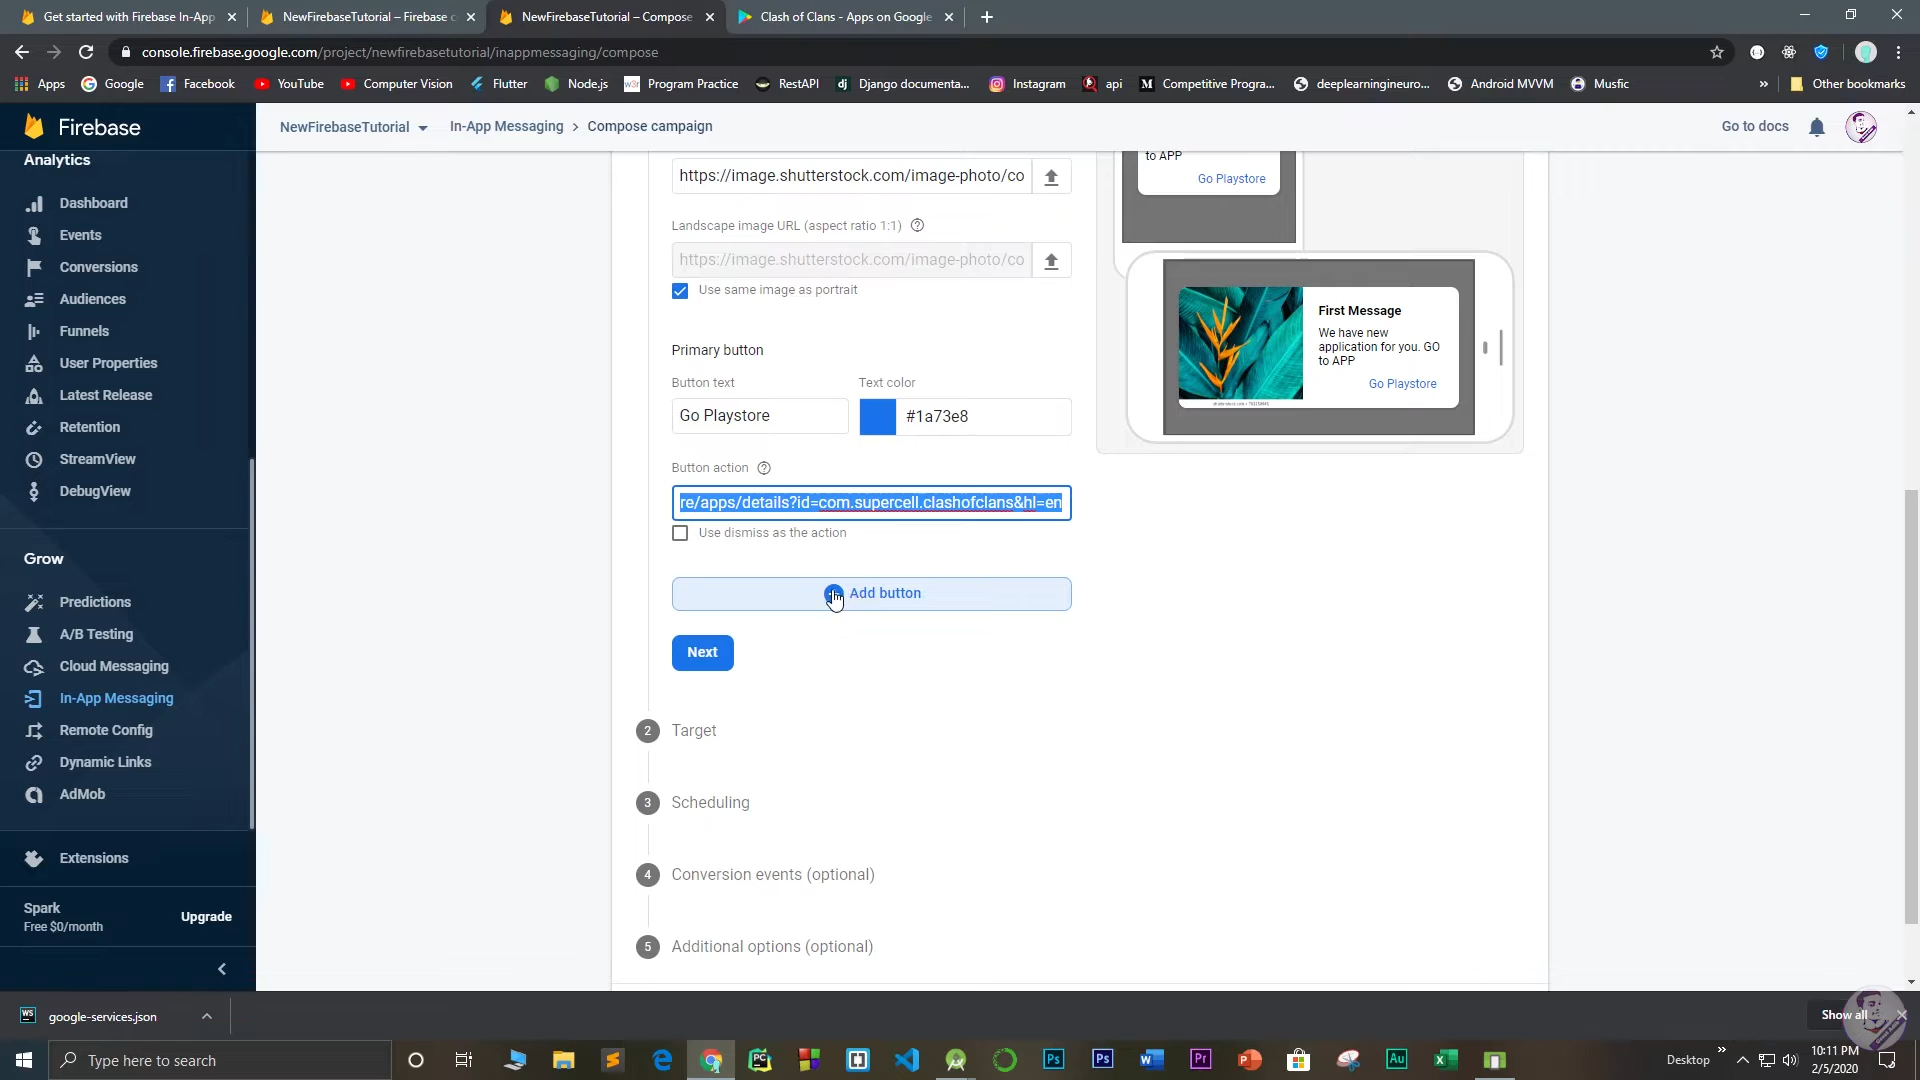 Get started with Firebase In-App
NewFirebaseTutorial – Firebase c
NewFirebaseTutorial – Compose
Clash of Clans - Apps on Google
console.firebase.google.com/project/newfirebasetutorial/inappmessaging/compose
Apps
Google
Facebook
YouTube
Computer Vision
Flutter
Node.js
Program Practice
RestAPI
Django documenta...
Instagram
api
Competitive Progra...
deeplearningineuro...
Android MVVM
Musfic
Other bookmarks
Firebase
NewFirebaseTutorial
In-App Messaging > Compose campaign
Go to docs
Analytics
Dashboard
Events
Conversions
Audiences
Funnels
User Properties
Latest Release
Retention
StreamView
DebugView
Grow
Predictions
A/B Testing
Cloud Messaging
In-App Messaging
Remote Config
Dynamic Links
AdMob
Extensions
Spark
Free $0/month
Upgrade
https://image.shutterstock.com/image-photo/co
Landscape image URL (aspect ratio 1:1)
https://image.shutterstock.com/image-photo/co
Use same image as portrait
Primary button
Button text
Text color
Go Playstore
#1a73e8
Button action
re/apps/details?id=com.supercell.clashofclans&hl=en
Use dismiss as the action
Add button
Next
2 Target
3 Scheduling
4 Conversion events (optional)
5 Additional options (optional)
to APP
Go Playstore
First Message
We have new
application for you. GO
to APP
Go Playstore
google-services.json
Show all
Type here to search
Desktop
10:11 PM
2/5/2020